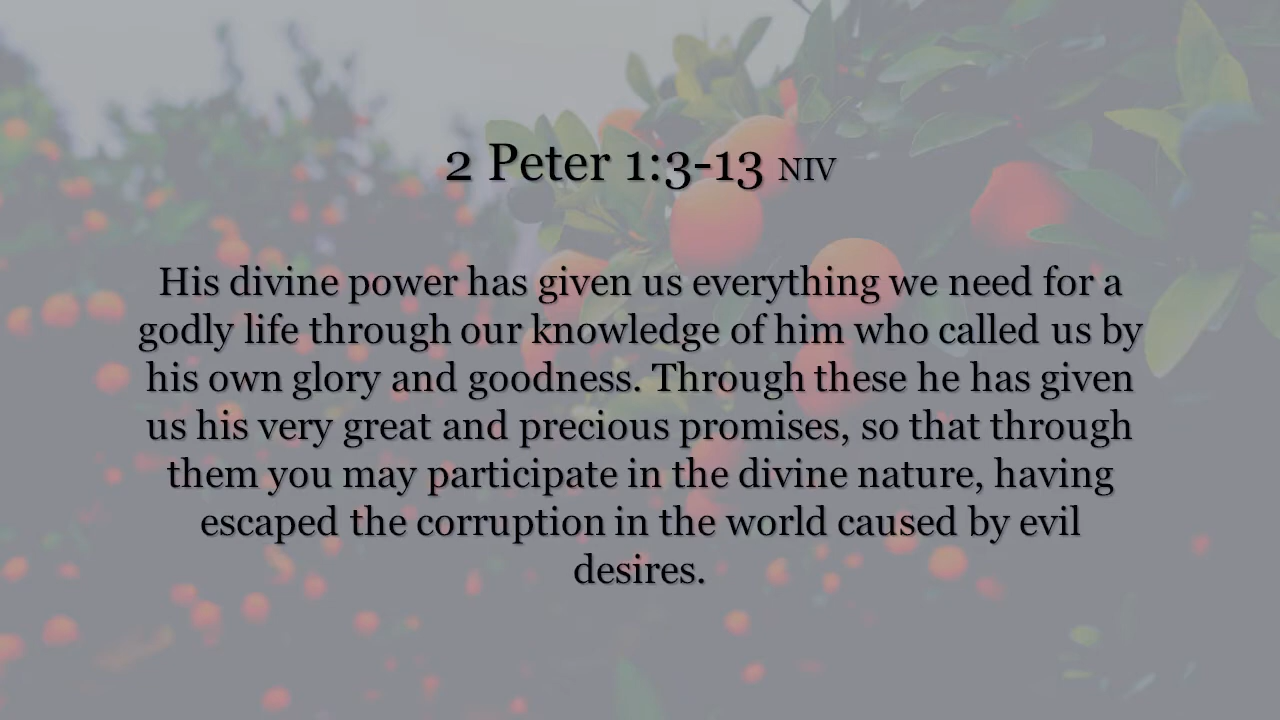 2 Peter 1:3-13 NIV
His divine power has given us everything we need for a
godly life through our knowledge of him who called us by
his own glory and goodness. Through these he has given
us his very great and precious promises, so that through
them you may participate in the divine nature, having
escaped the corruption in the world caused by evil
desires.